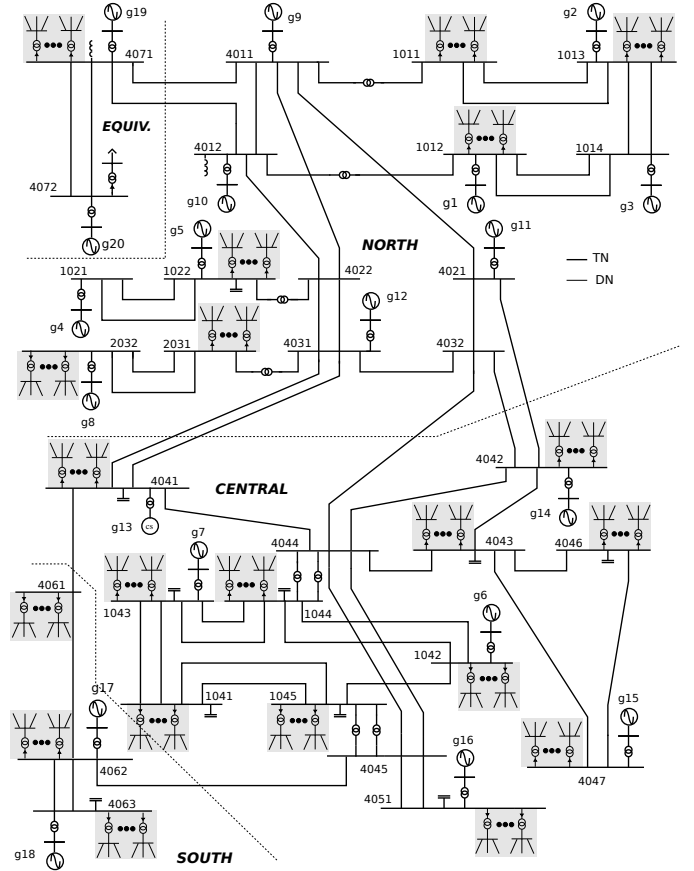 g19
g9
g2
4071
4011
1011
1013
EQUIV.
4012
1012
1014
4072
g10
g1
g3
g20
g5
g11
NORTH
TN
1021
1022
4022
4021
DN
g12
g4
2032
2031
4031
4032
g8
4042
4041
CENTRAL
g14
g13
cs
g7
4044
4043
4046
4061
1043
1044
g6
1042
g17
1041
1045
g15
g16
4062
4045
4047
4051
4063
g18
SOUTH